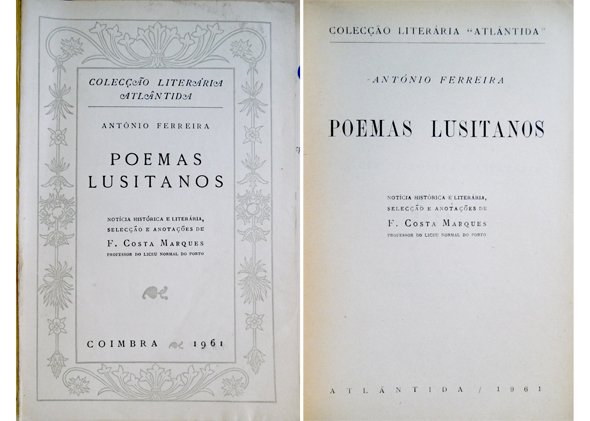 COLECÇÃO LITERÁRIA
ATLÂNTIDA
ANTÓNIO FERREIRA
POEMAS
LUSITANOS
NOTÍCIA HISTÓRICA E LITERÁRIA,
SELECÇÃO E ANOTAÇÕES DE
F. COSTA MARQUES
PROFESSOR DO LICEU NORMAL DO PORTO
COIMBRA 1961
COLECÇÃO LITERÁRIA "ATLÂNTIDA"
ANTÓNIO FERREIRA
POEMAS LUSITANOS
NOTÍCIA HISTÓRICA E LITERÁRIA,
SELECÇÃO E ANOTAÇÕES DE
F. COSTA MARQUES
PROFESSOR DO LICEU NORMAL DO PORTO
ATLÂNTIDA / 1961